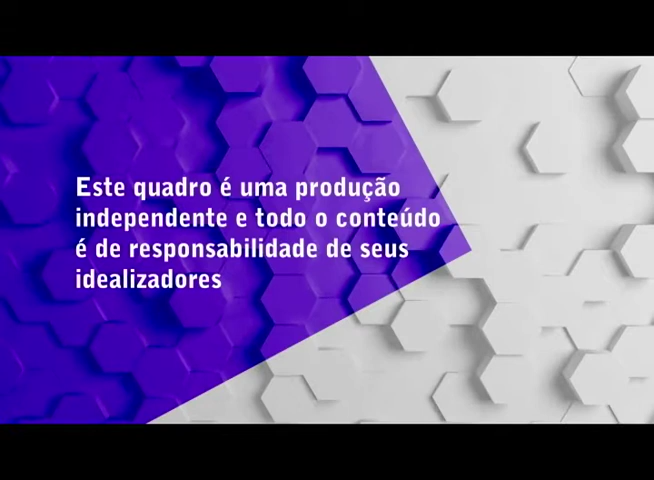 Este quadro é uma produção
independente e todo o conteúdo
é de responsabilidade de seus
idealizadores